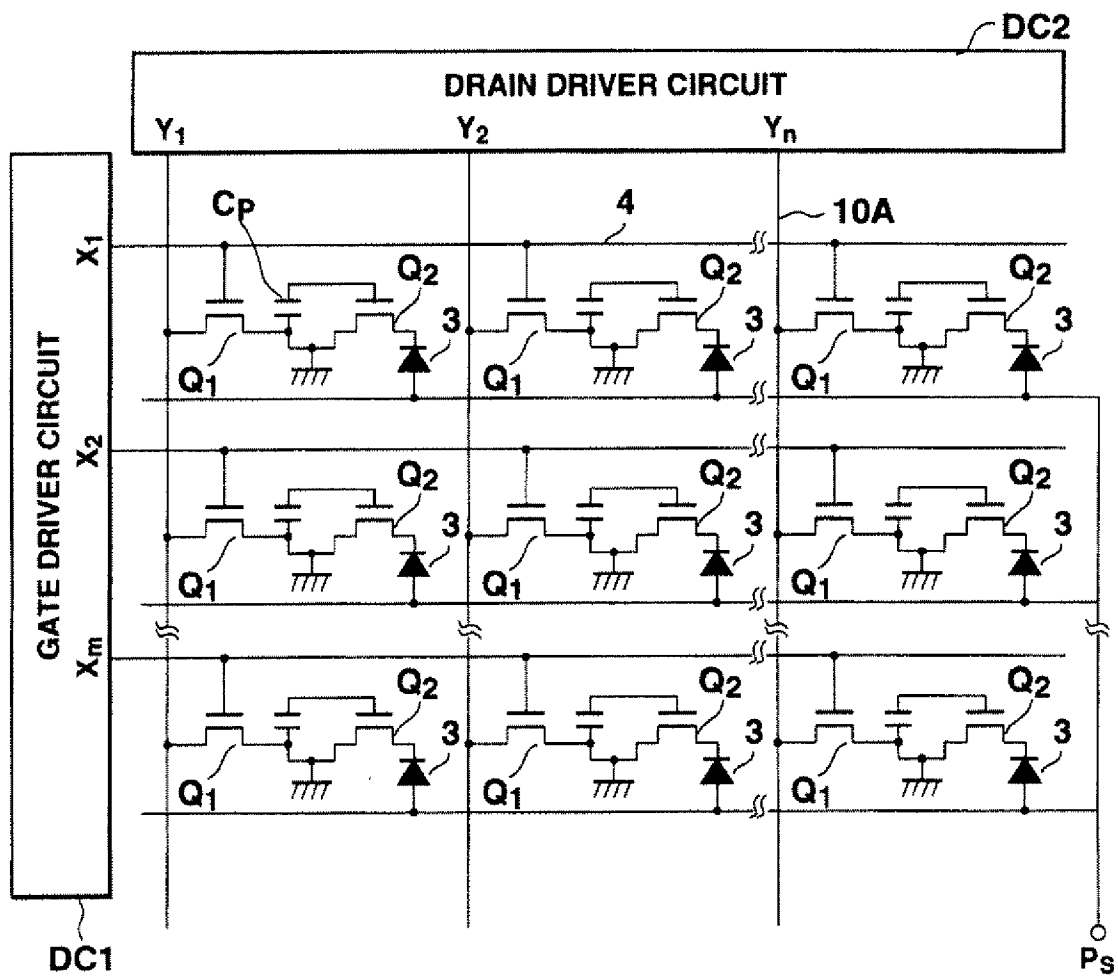 DC2
DRAIN DRIVER CIRCUIT
Y1 Y2 Yn
GATE DRIVER CIRCUIT
X1
CP 4 10A
Q2 Q2 Q2
3 3 3
Q1 Q1 Q1
X2
Q2 Q2 Q2
3 3 3
Q1 Q1 Q1
Xm
Q2 Q2 Q2
3 3 3
Q1 Q1 Q1
DC1
PS